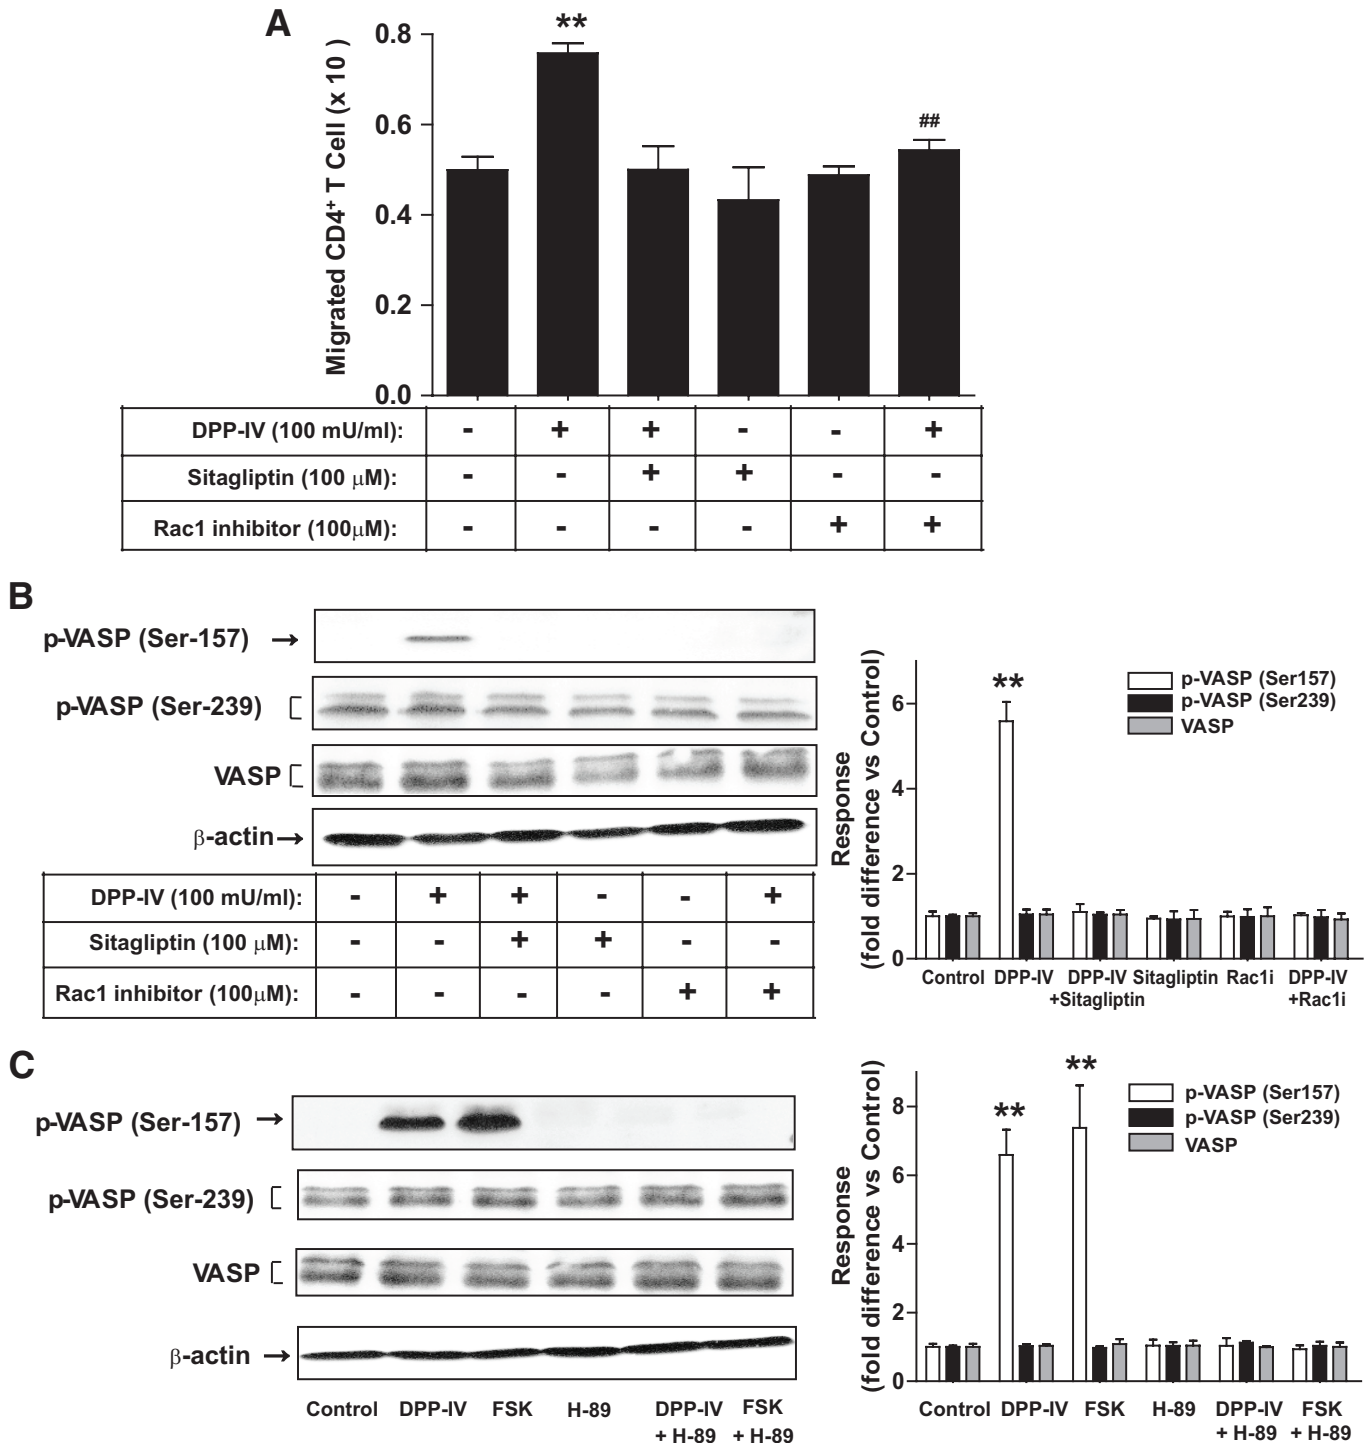 A
**
##
Migrated CD4+ T Cell (x 10 )
0.8
0.6
0.4
0.2
0.0
DPP-IV (100 mU/ml): - + + - - +
Sitagliptin (100 μM): - - + + - -
Rac1 inhibitor (100μM): - - - - + +
B
p-VASP (Ser-157) →
p-VASP (Ser-239) [
VASP [
β-actin→
DPP-IV (100 mU/ml): - + + - - +
Sitagliptin (100 μM): - - + + - -
Rac1 inhibitor (100μM): - - - - + +
Response
(fold difference vs Control)
6
4
2
0
**
p-VASP (Ser157)
p-VASP (Ser239)
VASP
Control DPP-IV DPP-IV Sitagliptin Rac1i DPP-IV
+Sitagliptin +Rac1i
C
p-VASP (Ser-157) →
p-VASP (Ser-239) [
VASP [
β-actin →
Control DPP-IV FSK H-89 DPP-IV FSK
+ H-89 + H-89
Response
(fold difference vs Control)
8
6
4
2
0
**
**
p-VASP (Ser157)
p-VASP (Ser239)
VASP
Control DPP-IV FSK H-89 DPP-IV FSK
+ H-89 + H-89